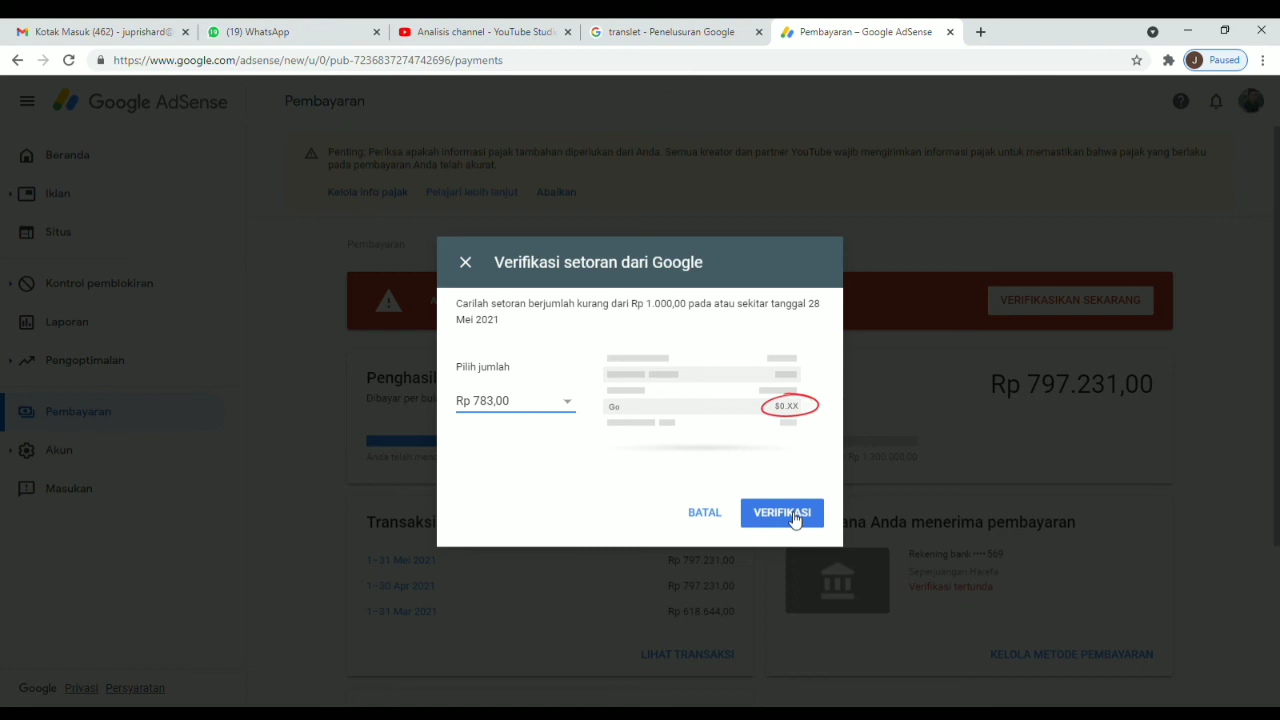 Kotak Masuk (462) - juprishard@
(19) WhatsApp
Analisis channel - YouTube Studi
translet - Penelusuran Google
Pembayaran – Google AdSense
https://www.google.com/adsense/new/u/0/pub-7236837274742696/payments
J Paused
Google AdSense
Pembayaran
Beranda
Iklan
Situs
Kontrol pemblokiran
Laporan
Pengoptimalan
Pembayaran
Akun
Masukan
Google Privasi Persyaratan
Penting: Periksa apakah informasi pajak tambahan diperlukan dari Anda. Semua kreator dan partner YouTube wajib mengirimkan informasi pajak untuk memastikan bahwa pajak yang berlaku
pada pembayaran Anda telah akurat.
Kelola info pajak Pelajari lebih lanjut Abaikan
Pembayaran
A
VERIFIKASIKAN SEKARANG
Penghasil
Dibayar per bul
Rp 797.231,00
Anda telah menc
Rp 1.300.000,00
Verifikasi setoran dari Google
Carilah setoran berjumlah kurang dari Rp 1.000,00 pada atau sekitar tanggal 28
Mei 2021
Pilih jumlah
Rp 783,00
Go $0.XX
BATAL VERIFIKASI
Transaksi
1–31 Mei 2021 Rp 797.231,00
1–30 Apr 2021 Rp 797.231,00
1–31 Mar 2021 Rp 618.644,00
LIHAT TRANSAKSI
ana Anda menerima pembayaran
Rekening bank •••• 569
Seperjuangan Harefa
Verifikasi tertunda
KELOLA METODE PEMBAYARAN